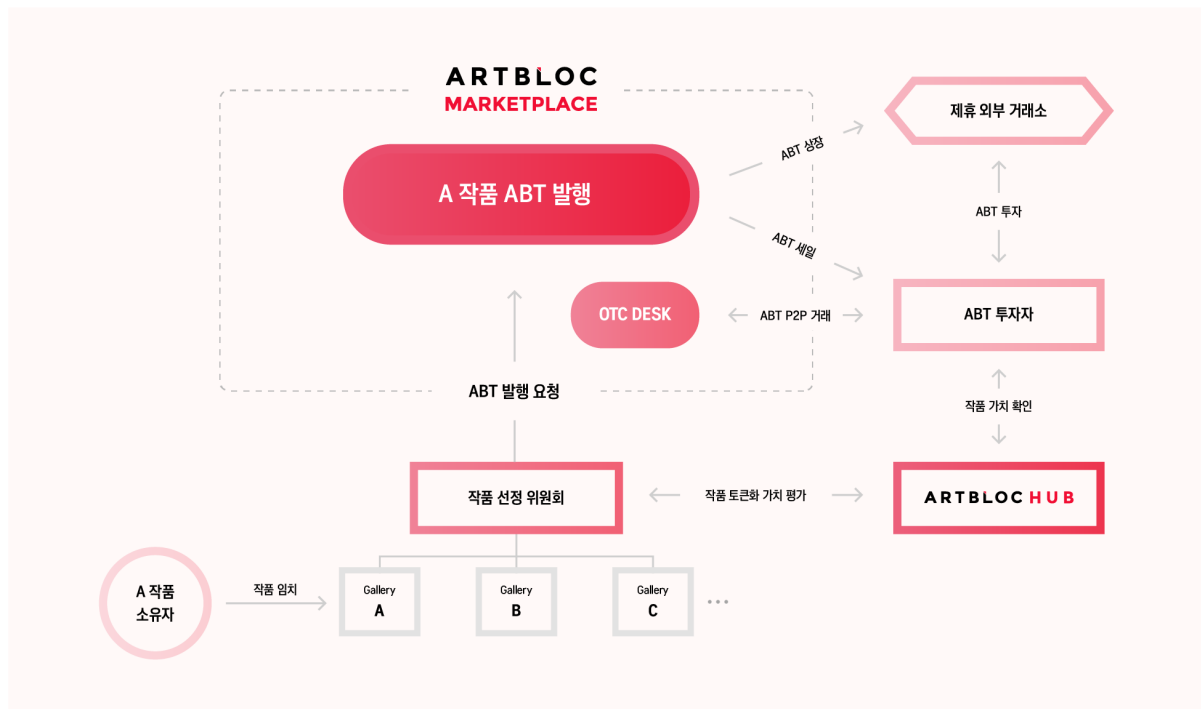 ARTBLOC
MARKETPLACE
제휴 외부 거래소
ABT 상장
A 작품 ABT 발행
ABT 투자
ABT 세일
OTC DESK
ABT P2P 거래
ABT 투자자
ABT 발행 요청
작품 가치 확인
작품 선정 위원회
작품 토큰화 가치 평가
ARTBLOC HUB
A 작품
소유자
작품 임치
Gallery
A
Gallery
B
Gallery
C
...